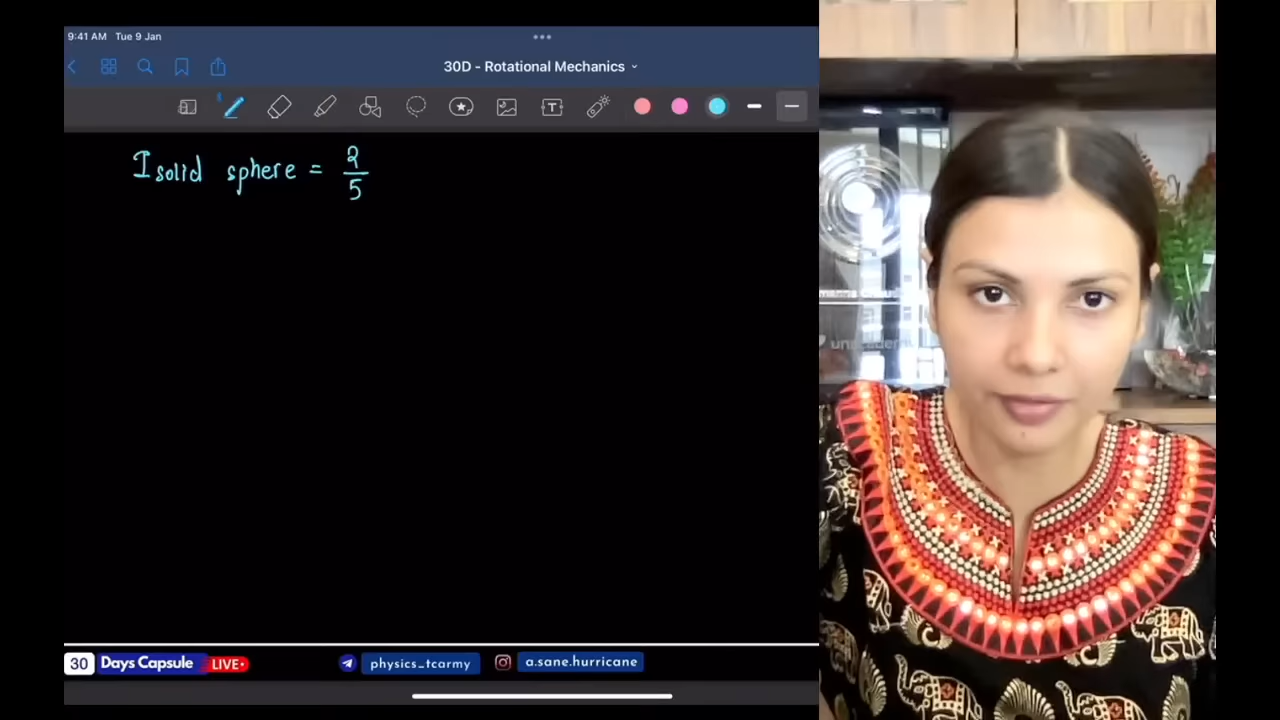 9:41 AM Tue 9 Jan
30D - Rotational Mechanics
I solid sphere = 2/5
30 Days Capsule LIVE
physics_tcarmy
a.sane.hurricane